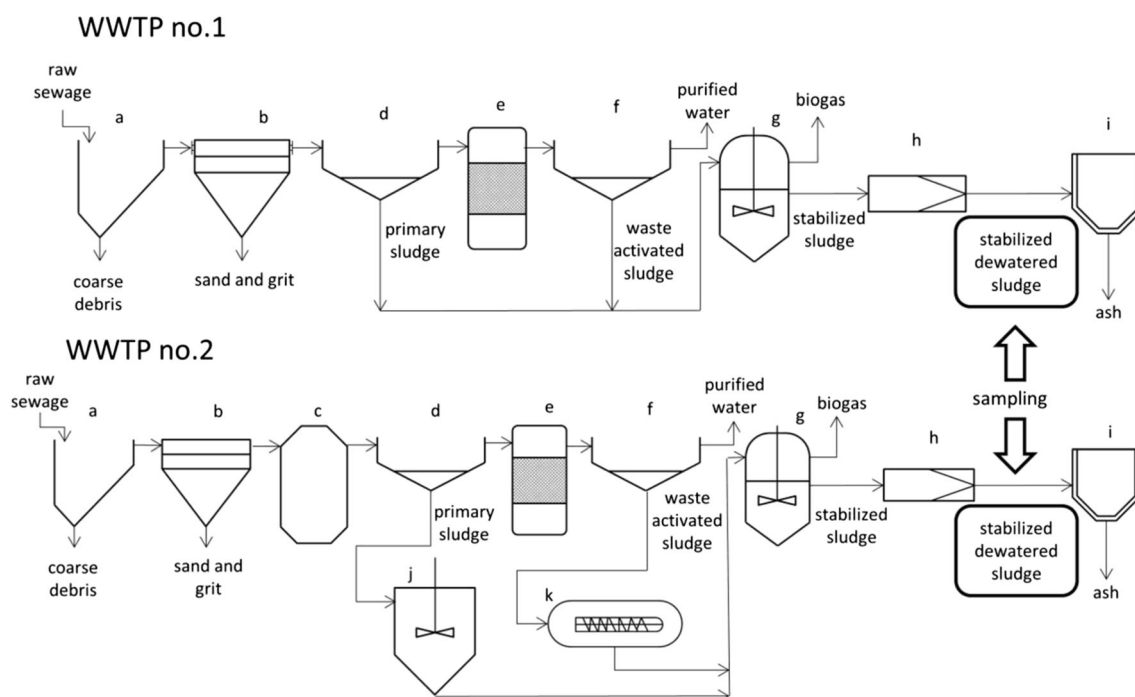 WWTP no.1
raw
sewage
a
b
d
e
f
purified
water
g
biogas
h
i
primary
sludge
waste
activated
sludge
stabilized
sludge
stabilized
dewatered
sludge
coarse
debris
sand and grit
ash
WWTP no.2
sampling
raw
sewage
a
b
c
d
e
f
purified
water
g
biogas
h
i
primary
sludge
waste
activated
sludge
stabilized
sludge
stabilized
dewatered
sludge
coarse
debris
sand and
grit
j
k
ash